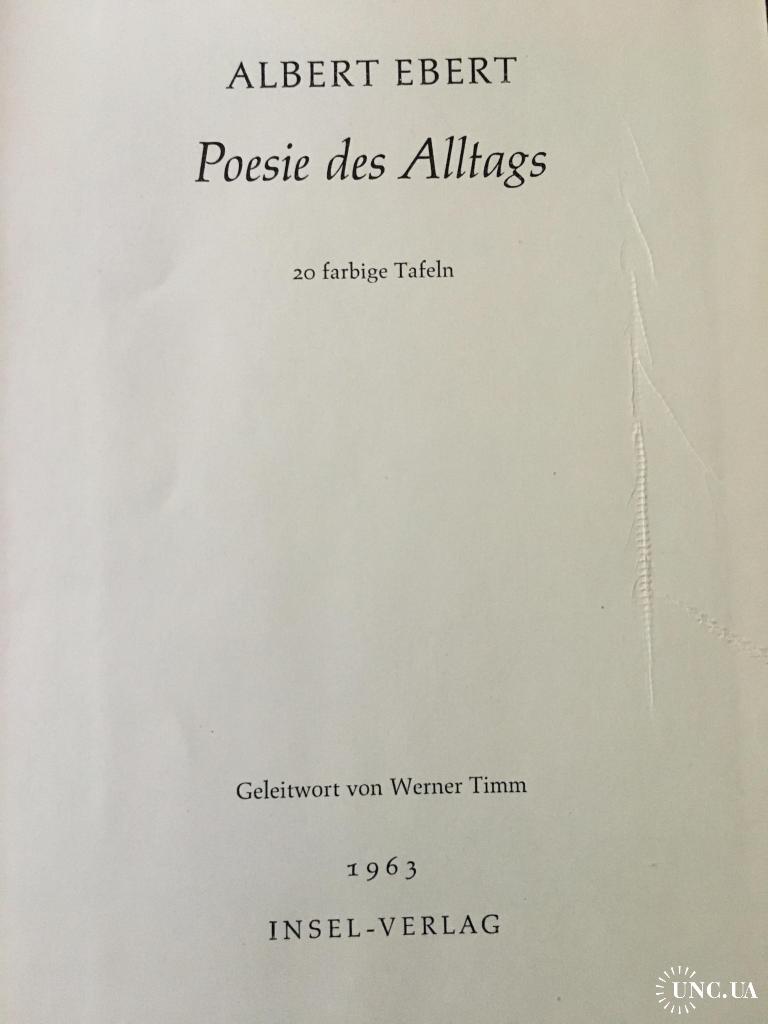 ALBERT EBERT
Poesie des Alltags
20 farbige Tafeln
Geleitwort von Werner Timm
1963
INSEL-VERLAG
UNC.UA